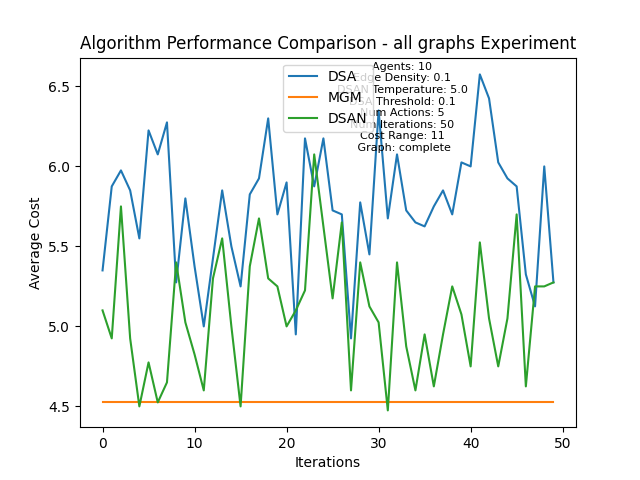 Algorithm Performance Comparison - all graphs Experiment
Agents: 10
Edge Density: 0.1
DSAN Temperature: 5.0
DSA Threshold: 0.1
Num Actions: 5
Num Iterations: 50
Cost Range: 11
Graph: complete
DSA
MGM
DSAN
Average Cost
6.5
6.0
5.5
5.0
4.5
0
10
20
30
40
50
Iterations